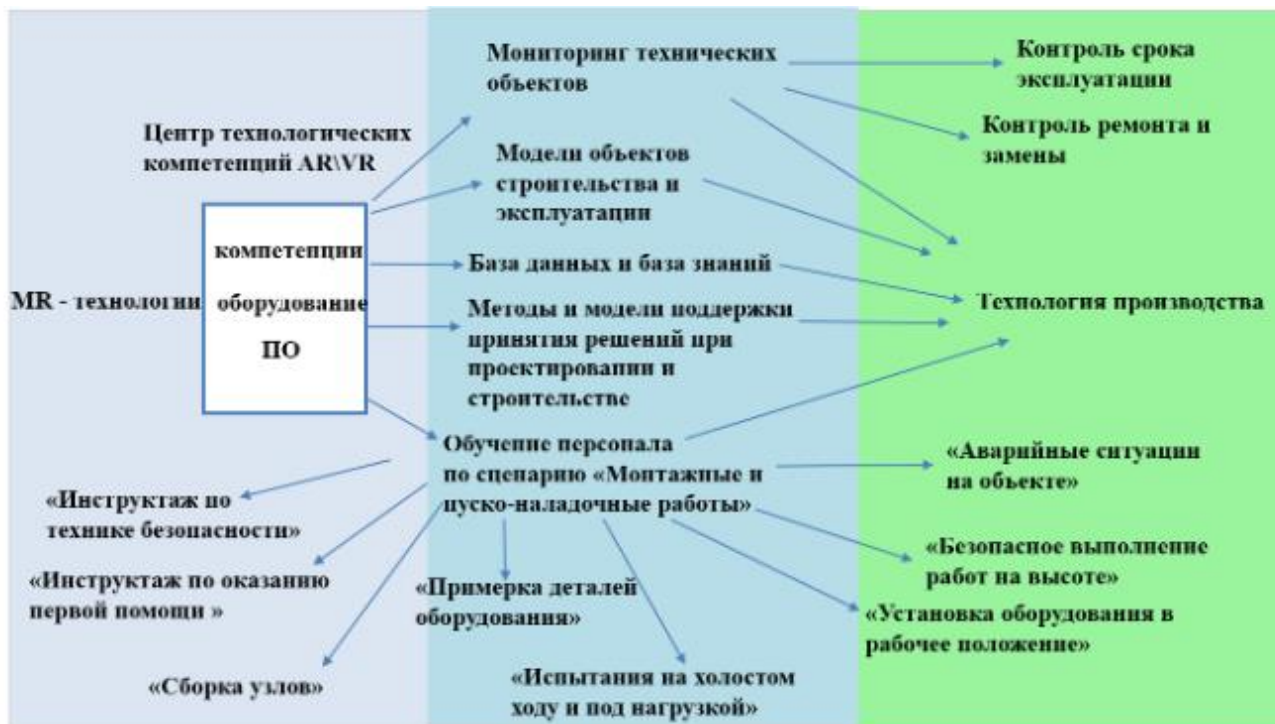 Мониторинг технических
объектов
Контроль срока
эксплуатации
Центр технологических
компетенций AR\VR
Контроль ремонта и
замены
Модели объектов
строительства и
эксплуатации
компетенции
База данных и база знаний
MR - технологии
оборудование
Технология производства
ПО
Методы и модели поддержки
принятия решений при
проектировании и
строительстве
Обучение персонала
по сценарию «Монтажные и
пуско-наладочные работы»
«Аварийные ситуации
на объекте»
«Инструктаж по
технике безопасности»
«Безопасное выполнение
работ на высоте»
«Инструктаж по оказанию
первой помощи »
«Примерка деталей
оборудования»
«Установка оборудования в
рабочее положение»
«Сборка узлов»
«Испытания на холостом
ходу и под нагрузкой»